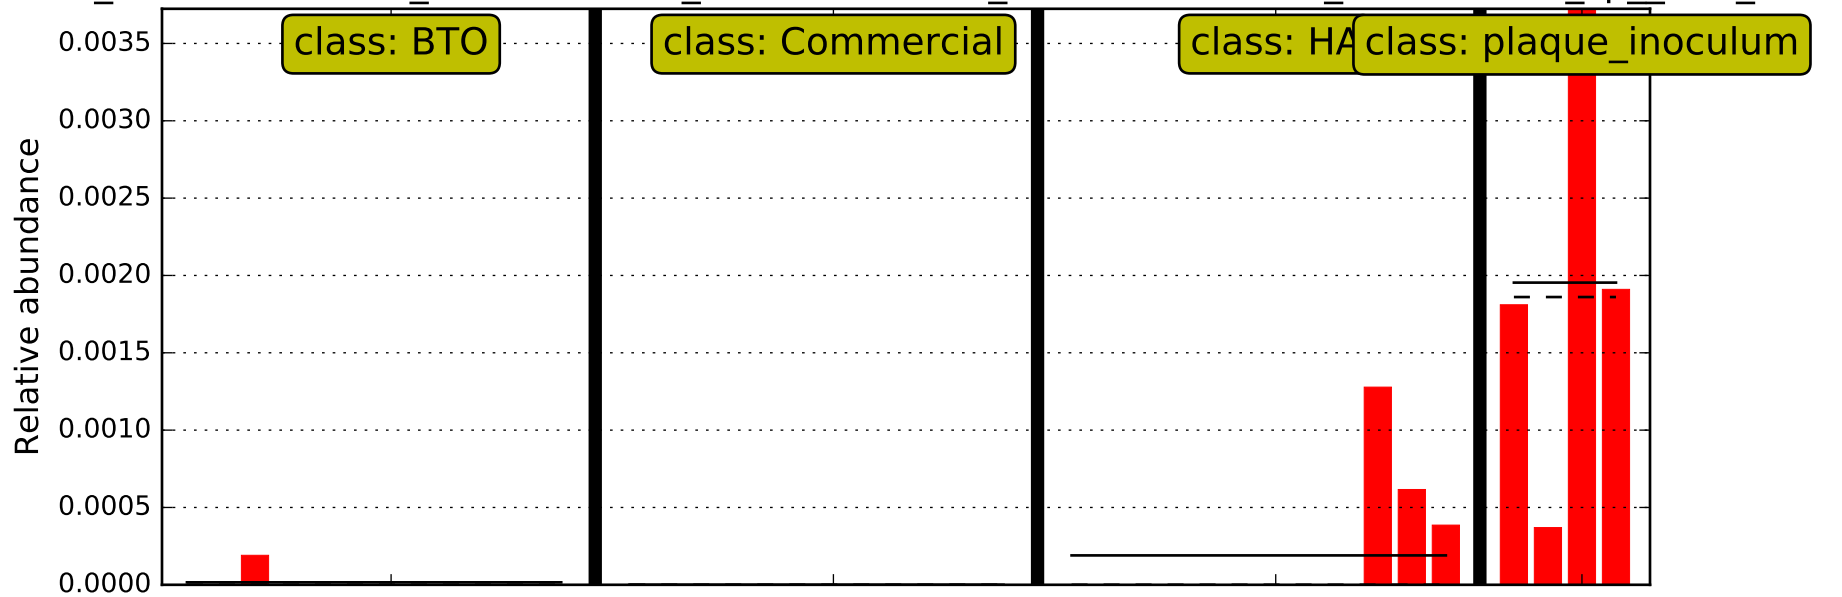 class: BTO
class: Commercial
class: HA
class: plaque_inoculum
0.0035
0.0030
0.0025
0.0020
0.0015
0.0010
0.0005
0.0000
Relative abundance